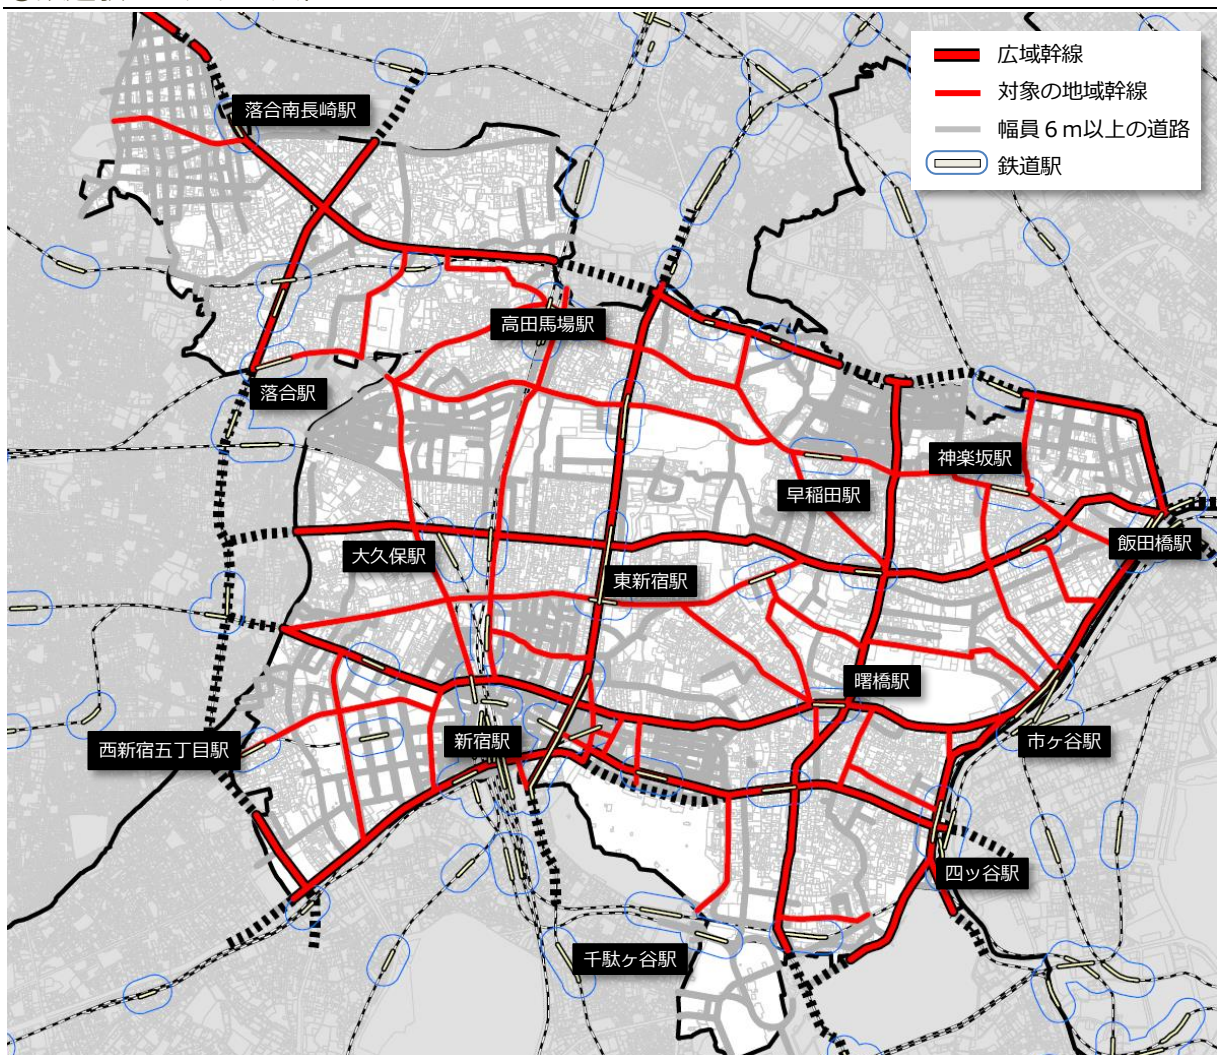 広域幹線
対象の地域幹線
幅員６ｍ以上の道路
鉄道駅
落合南長崎駅
高田馬場駅
落合駅
神楽坂駅
早稲田駅
飯田橋駅
大久保駅
東新宿駅
曙橋駅
西新宿五丁目駅
新宿駅
市ヶ谷駅
四ッ谷駅
千駄ヶ谷駅